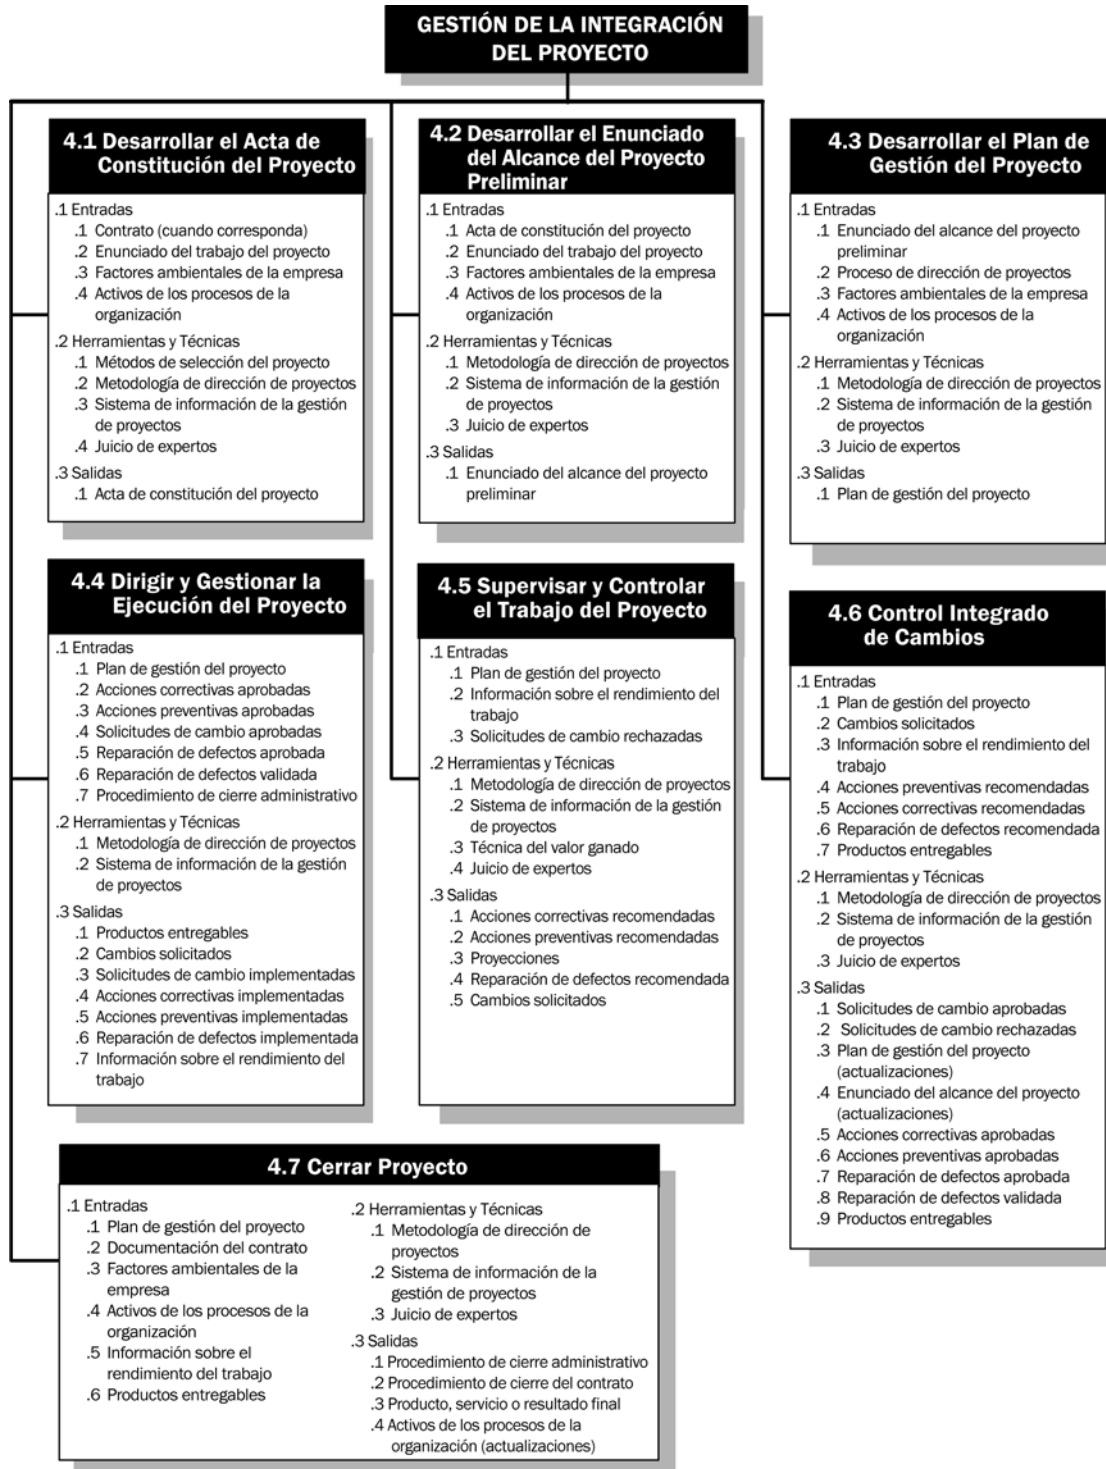 GESTIÓN DE LA INTEGRACIÓN
DEL PROYECTO
4.1 Desarrollar el Acta de
Constitución del Proyecto
.1 Entradas
.1 Contrato (cuando corresponda)
.2 Enunciado del trabajo del proyecto
.3 Factores ambientales de la empresa
.4 Activos de los procesos de la
organización
.2 Herramientas y Técnicas
.1 Métodos de selección del proyecto
.2 Metodología de dirección de proyectos
.3 Sistema de información de la gestión
de proyectos
.4 Juicio de expertos
.3 Salidas
.1 Acta de constitución del proyecto
4.2 Desarrollar el Enunciado
del Alcance del Proyecto
Preliminar
.1 Entradas
.1 Acta de constitución del proyecto
.2 Enunciado del trabajo del proyecto
.3 Factores ambientales de la empresa
.4 Activos de los procesos de la
organización
.2 Herramientas y Técnicas
.1 Metodología de dirección de proyectos
.2 Sistema de información de la gestión
de proyectos
.3 Juicio de expertos
.3 Salidas
.1 Enunciado del alcance del proyecto
preliminar
4.3 Desarrollar el Plan de
Gestión del Proyecto
.1 Entradas
.1 Enunciado del alcance del proyecto
preliminar
.2 Proceso de dirección de proyectos
.3 Factores ambientales de la empresa
.4 Activos de los procesos de la
organización
.2 Herramientas y Técnicas
.1 Metodología de dirección de proyectos
.2 Sistema de información de la gestión
de proyectos
.3 Juicio de expertos
.3 Salidas
.1 Plan de gestión del proyecto
4.4 Dirigir y Gestionar la
Ejecución del Proyecto
.1 Entradas
.1 Plan de gestión del proyecto
.2 Acciones correctivas aprobadas
.3 Acciones preventivas aprobadas
.4 Solicitudes de cambio aprobadas
.5 Reparación de defectos aprobada
.6 Reparación de defectos validada
.7 Procedimiento de cierre administrativo
.2 Herramientas y Técnicas
.1 Metodología de dirección de proyectos
.2 Sistema de información de la gestión
de proyectos
.3 Salidas
.1 Productos entregables
.2 Cambios solicitados
.3 Solicitudes de cambio implementadas
.4 Acciones correctivas implementadas
.5 Acciones preventivas implementadas
.6 Reparación de defectos implementada
.7 Información sobre el rendimiento del
trabajo
4.5 Supervisar y Controlar
el Trabajo del Proyecto
.1 Entradas
.1 Plan de gestión del proyecto
.2 Información sobre el rendimiento del
trabajo
.3 Solicitudes de cambio rechazadas
.2 Herramientas y Técnicas
.1 Metodología de dirección de proyectos
.2 Sistema de información de la gestión
de proyectos
.3 Técnica del valor ganado
.4 Juicio de expertos
.3 Salidas
.1 Acciones correctivas recomendadas
.2 Acciones preventivas recomendadas
.3 Proyecciones
.4 Reparación de defectos recomendada
.5 Cambios solicitados
4.6 Control Integrado
de Cambios
.1 Entradas
.1 Plan de gestión del proyecto
.2 Cambios solicitados
.3 Información sobre el rendimiento del
trabajo
.4 Acciones preventivas recomendadas
.5 Acciones correctivas recomendadas
.6 Reparación de defectos recomendada
.7 Productos entregables
.2 Herramientas y Técnicas
.1 Metodología de dirección de proyectos
.2 Sistema de información de la gestión
de proyectos
.3 Juicio de expertos
.3 Salidas
.1 Solicitudes de cambio aprobadas
.2 Solicitudes de cambio rechazadas
.3 Plan de gestión del proyecto
(actualizaciones)
.4 Enunciado del alcance del proyecto
(actualizaciones)
.5 Acciones correctivas aprobadas
.6 Acciones preventivas aprobadas
.7 Reparación de defectos aprobada
.8 Reparación de defectos validada
.9 Productos entregables
4.7 Cerrar Proyecto
.1 Entradas
.1 Plan de gestión del proyecto
.2 Documentación del contrato
.3 Factores ambientales de la
empresa
.4 Activos de los procesos de la
organización
.5 Información sobre el
rendimiento del trabajo
.6 Productos entregables
.2 Herramientas y Técnicas
.1 Metodología de dirección de
proyectos
.2 Sistema de información de la
gestión de proyectos
.3 Juicio de expertos
.3 Salidas
.1 Procedimiento de cierre administrativo
.2 Procedimiento de cierre del contrato
.3 Producto, servicio o resultado final
.4 Activos de los procesos de la
organización (actualizaciones)